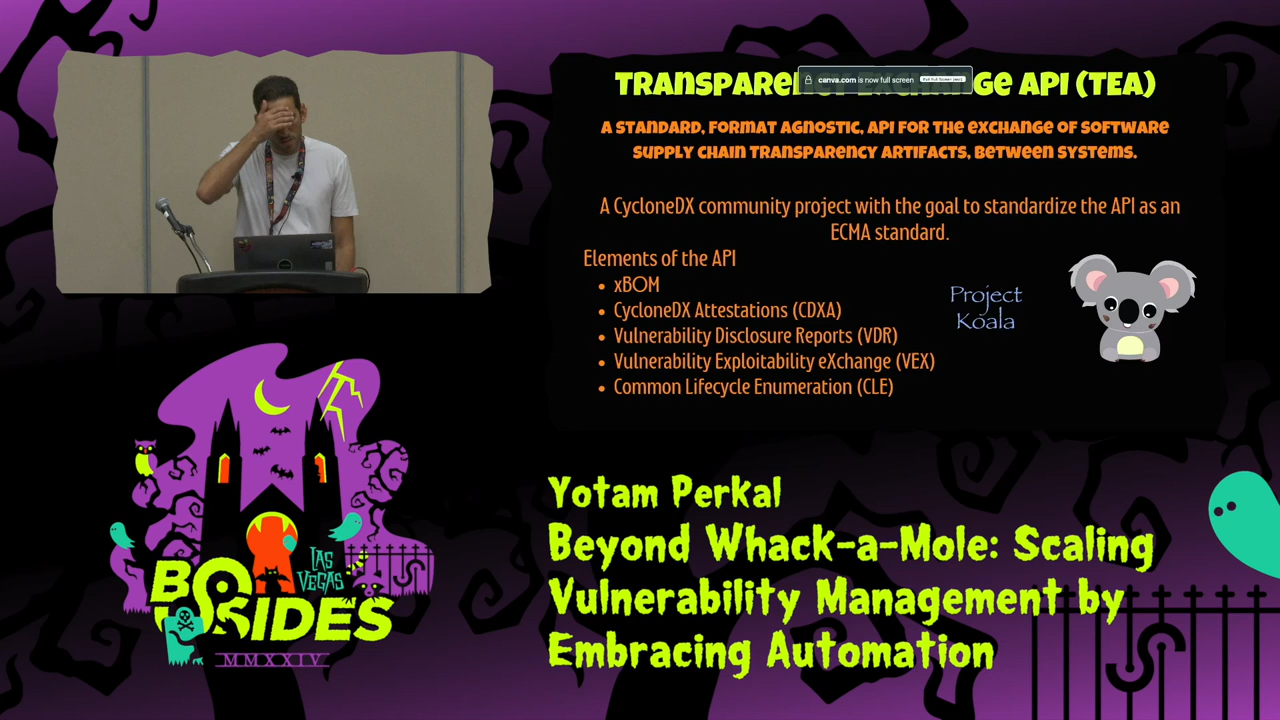 TRANSPARENCY EXCHANGE API (TEA)
canva.com is now full screen
A STANDARD, FORMAT AGNOSTIC, API FOR THE EXCHANGE OF SOFTWARE
SUPPLY CHAIN TRANSPARENCY ARTIFACTS, BETWEEN SYSTEMS.
A CycloneDX community project with the goal to standardize the API as an
ECMA standard.
Elements of the API
• xBOM
• CycloneDX Attestations (CDXA)
• Vulnerability Disclosure Reports (VDR)
• Vulnerability Exploitability eXchange (VEX)
• Common Lifecycle Enumeration (CLE)
Project
Koala
LAS
VEGAS
BSIDES
MMXXIV
Yotam Perkal
Beyond Whack-a-Mole: Scaling
Vulnerability Management by
Embracing Automation